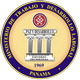 MINISTERIO DE TRABAJO Y DESARROLLO LABORAL
1969
PANAMA